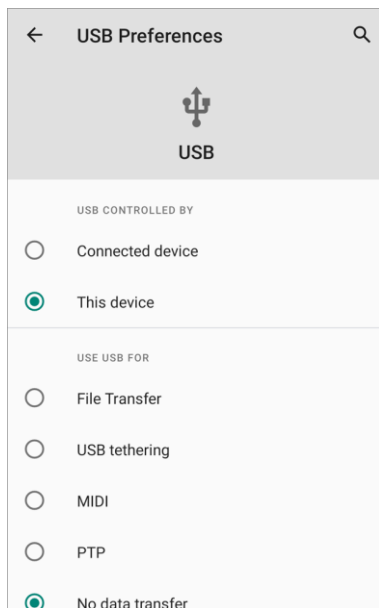 USB Preferences
USB
USB CONTROLLED BY
Connected device
This device
USE USB FOR
File Transfer
USB tethering
MIDI
PTP
No data transfer